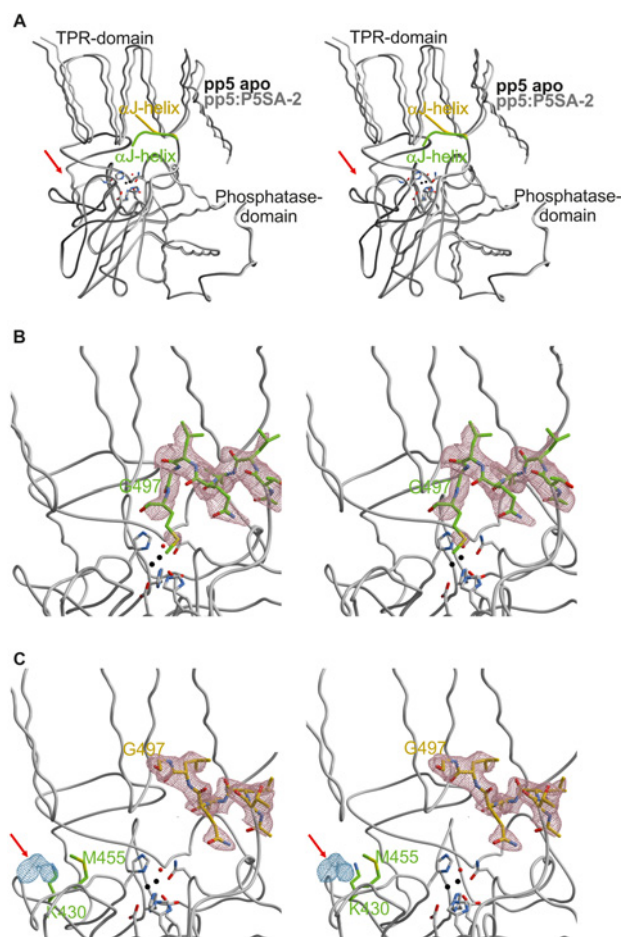 A
TPR-domain
pp5 apo
pp5:P5SA-2
αJ-helix
αJ-helix
Phosphatase-
domain
TPR-domain
pp5 apo
pp5:P5SA-2
αJ-helix
αJ-helix
Phosphatase-
domain
B
G497
G497
C
G497
M455
K430
G497
M455
K430